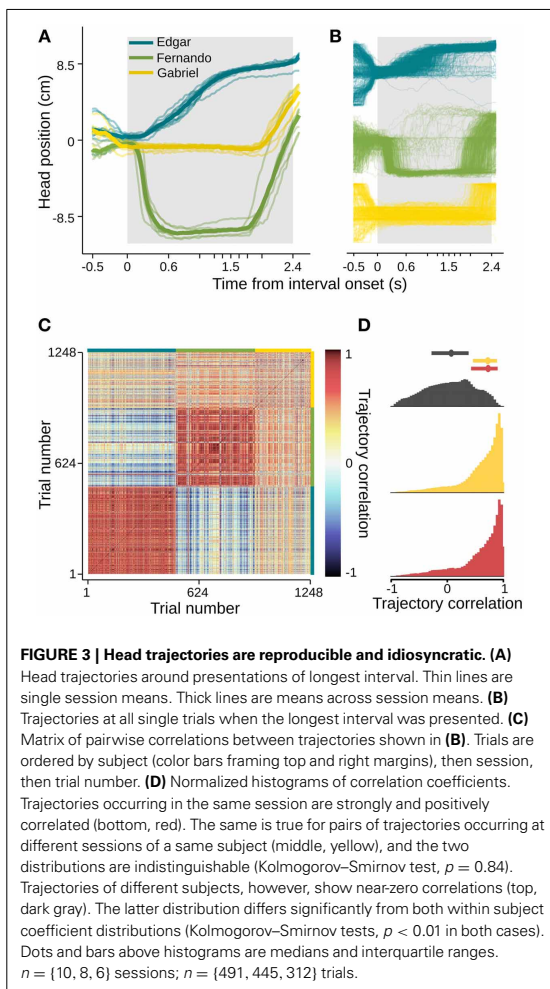 A
B
Edgar
Fernando
Gabriel
Head position (cm)
8.5
0
-8.5
-0.5 0 0.6 1.2 2.4
-0.5 0 0.6 1.2 2.4
Time from interval onset (s)
C
D
1248
624
1
Trial number
1 624 1248
Trial number
1
0
-1
Trajectory correlation
-1 0 1
Trajectory correlation
FIGURE 3 | Head trajectories are reproducible and idiosyncratic. (A)
Head trajectories around presentations of longest interval. Thin lines are
single session means. Thick lines are means across session means. (B)
Trajectories at all single trials when the longest interval was presented. (C)
Matrix of pairwise correlations between trajectories shown in (B). Trials are
ordered by subject (color bars framing top and right margins), then session,
then trial number. (D) Normalized histograms of correlation coefficients.
Trajectories occurring in the same session are strongly and positively
correlated (bottom, red). The same is true for pairs of trajectories occurring at
different sessions of a same subject (middle, yellow), and the two
distributions are indistinguishable (Kolmogorov–Smirnov test, p = 0.84).
Trajectories of different subjects, however, show near-zero correlations (top,
dark gray). The latter distribution differs significantly from both within subject
coefficient distributions (Kolmogorov–Smirnov tests, p < 0.01 in both cases).
Dots and bars above histograms are medians and interquartile ranges.
n = {10, 8, 6} sessions; n = {491, 445, 312} trials.